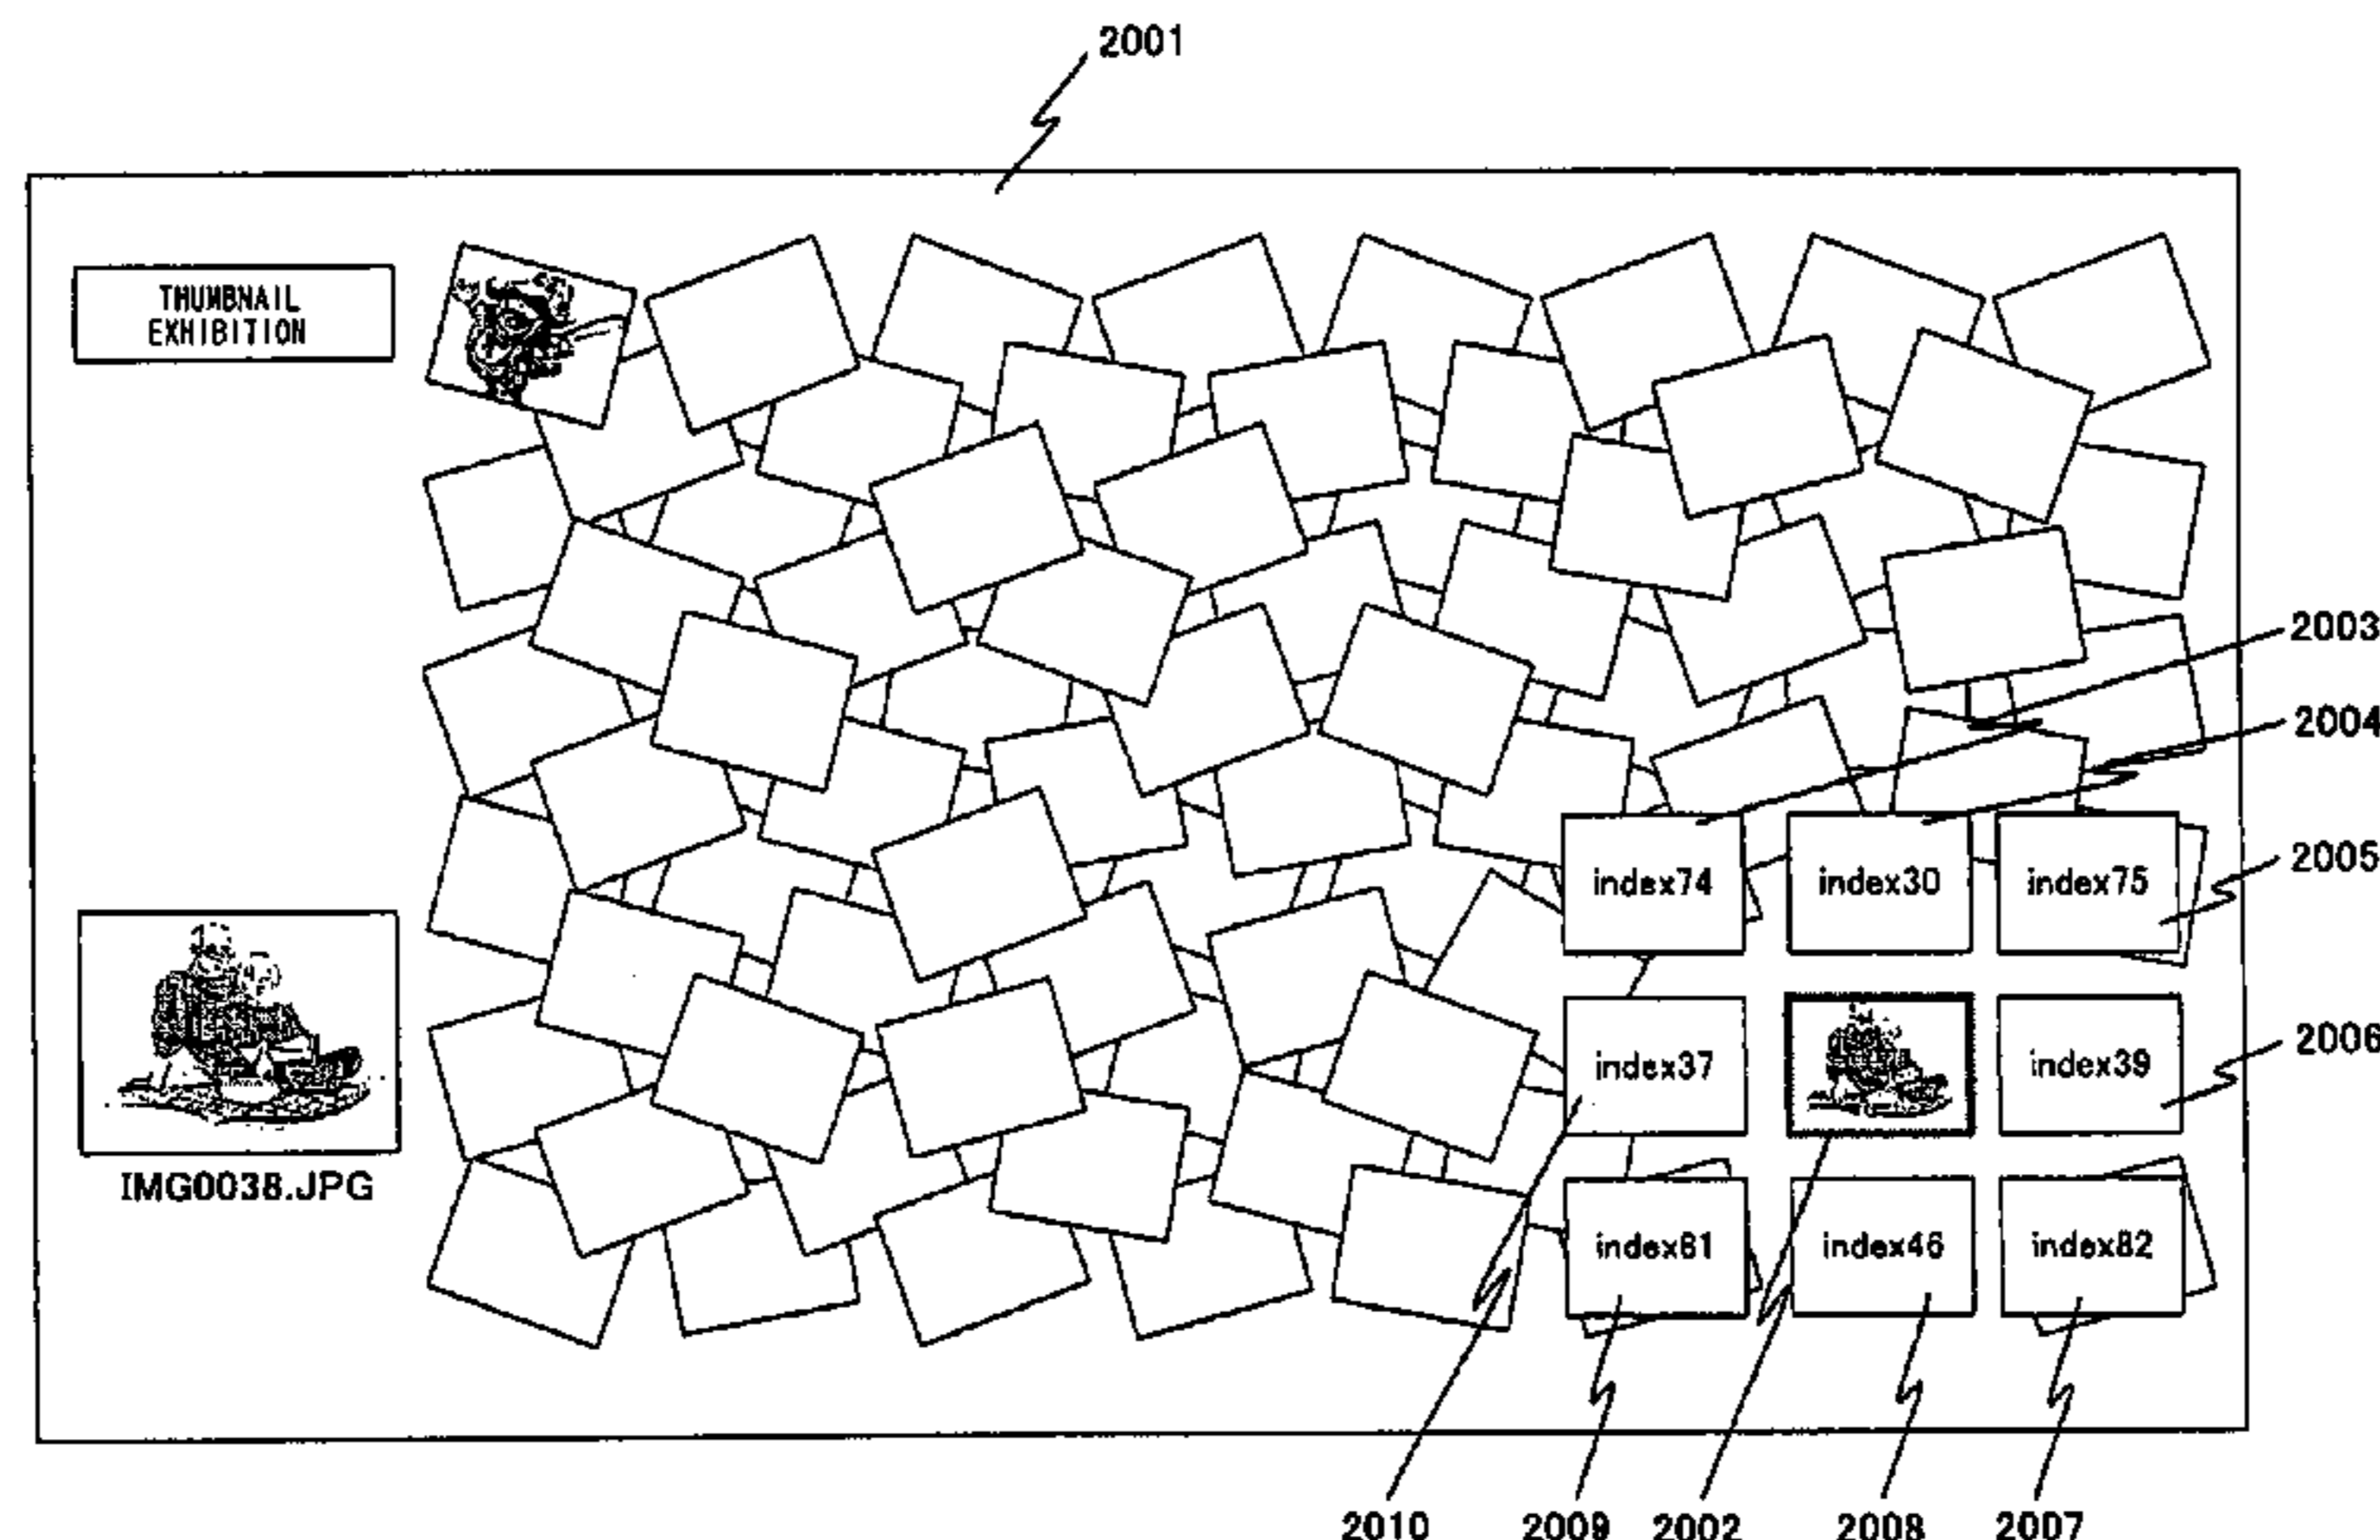 2001
THUMBNAIL
EXHIBITION
2003
2004
index74 index30 index75
2005
index37 index39
2006
IMG0038.JPG
index81 index46 index82
2010 2009 2002 2008 2007